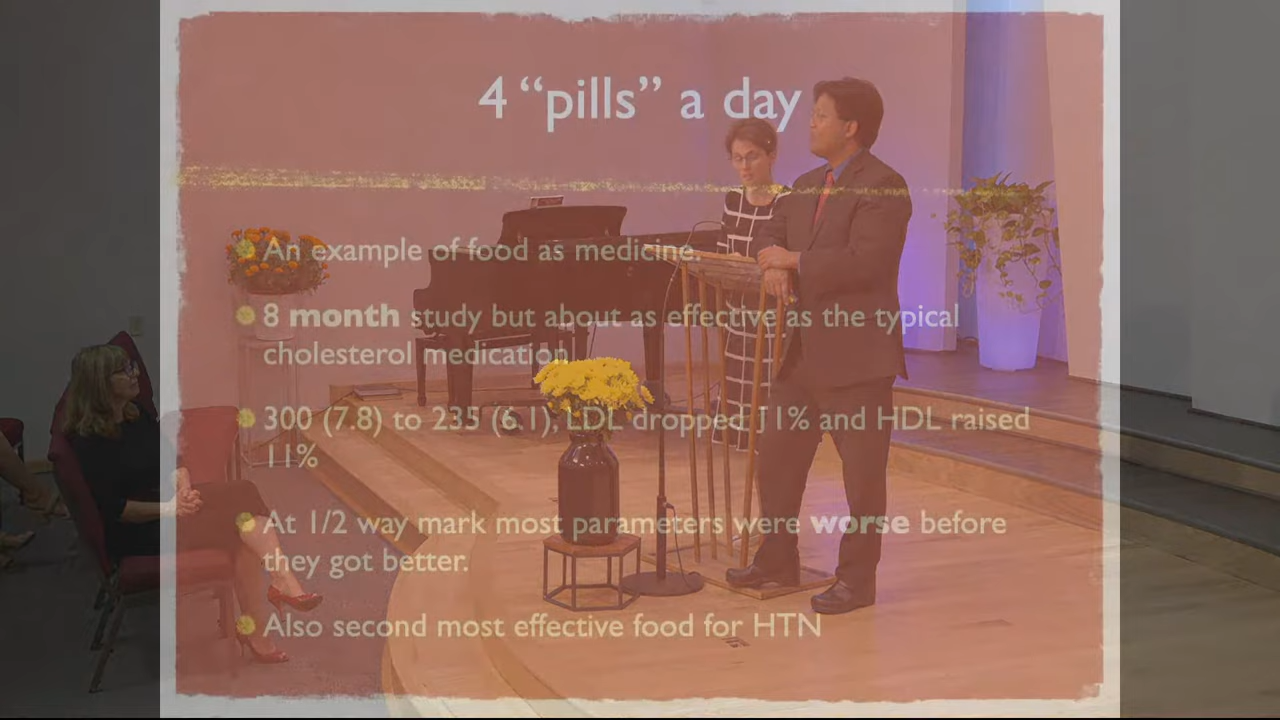 4 “pills” a day
An example of food as medicine.
8 month study but about as effective as the typical
cholesterol medication
300 (7.8) to 235 (6.1), LDL dropped 31% and HDL raised
11%
At 1/2 way mark most parameters were worse before
they got better.
Also second most effective food for HTN